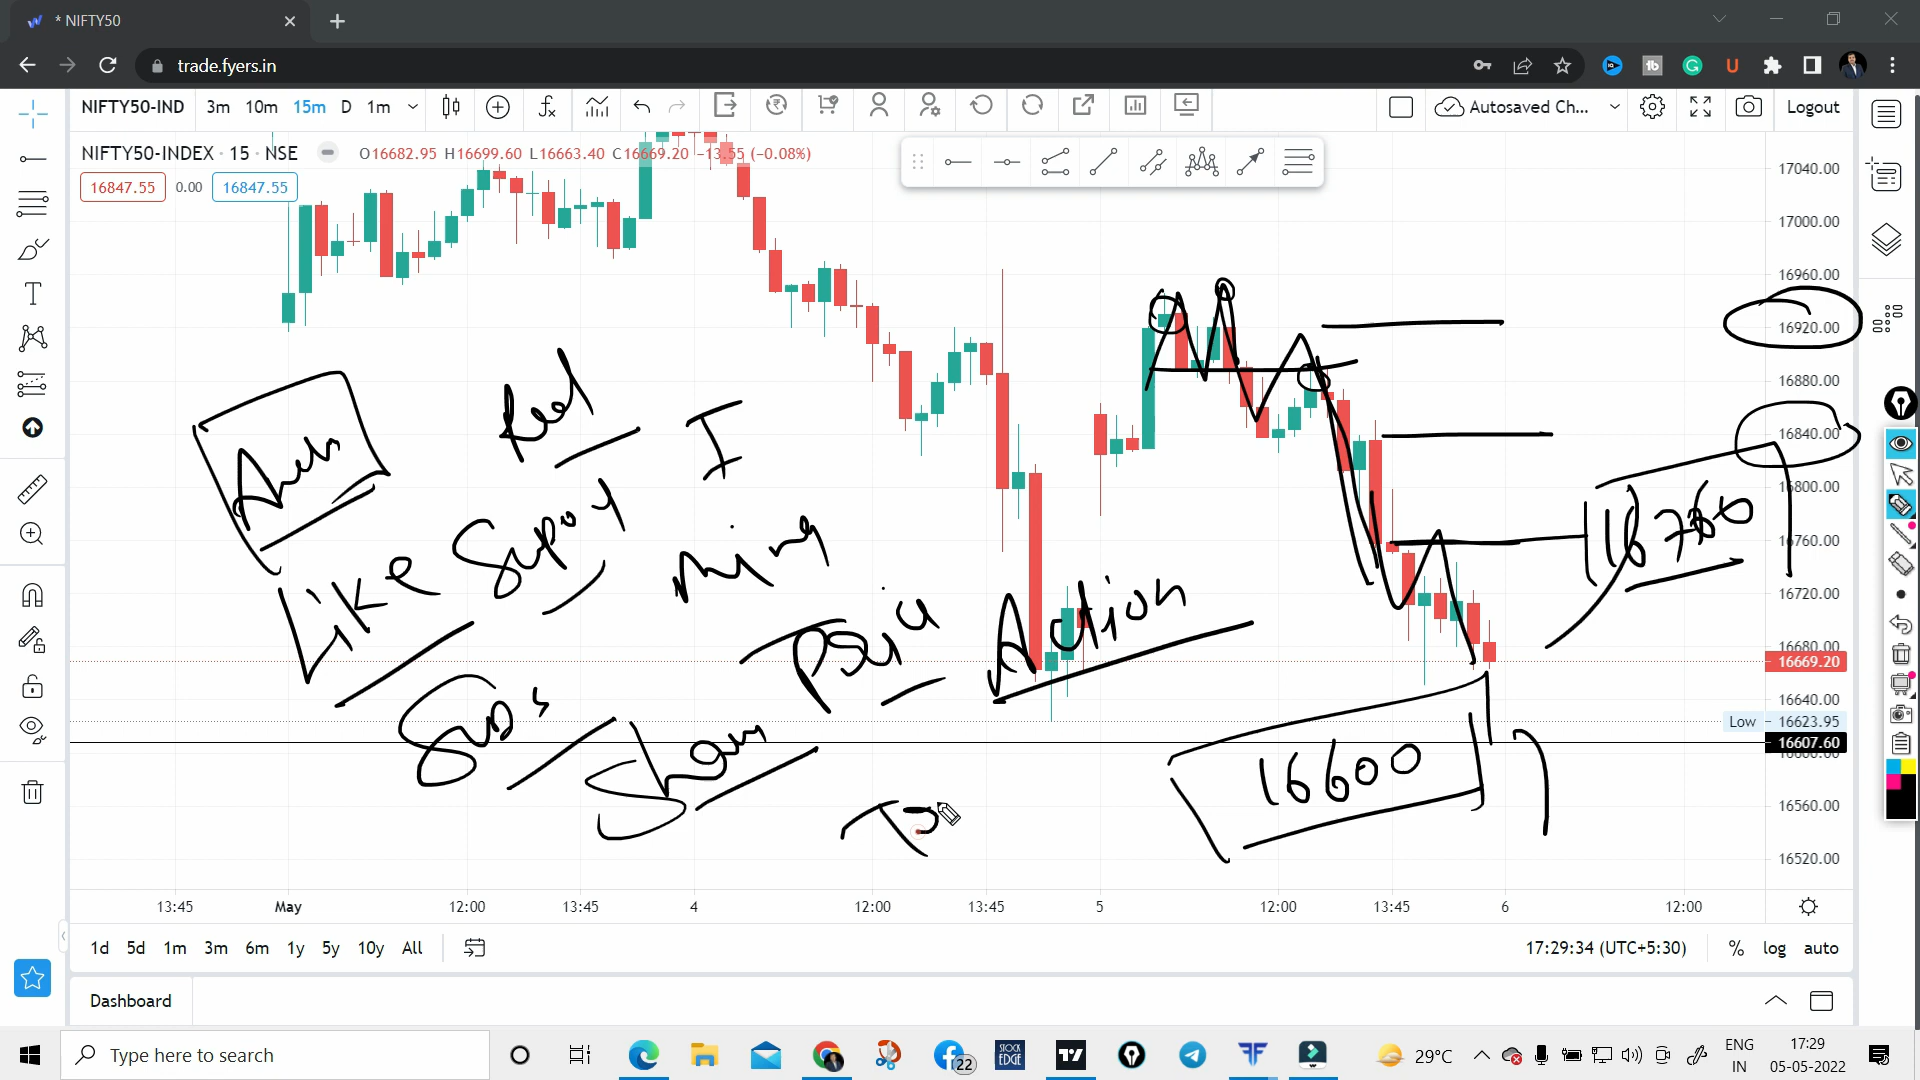 * NIFTY50
trade.fyers.in
NIFTY50-IND 3m 10m 15m D 1m
Autosaved Ch... Logout
NIFTY50-INDEX · 15 · NSE O16682.95 H16699.60 L16663.40 C16669.20 −13.55 (−0.08%)
16847.55 0.00 16847.55
17040.00
17000.00
16960.00
16920.00
16880.00
16840.00
16800.00
16760.00
16720.00
16680.00
16669.20
16640.00
Low 16623.95
16607.60
16600.00
16560.00
16520.00
I
Like Suport
Action
16600
13:45 May 12:00 13:45 4 12:00 13:45 5 12:00 13:45 6 12:00
1d 5d 1m 3m 6m 1y 5y 10y All
17:29:34 (UTC+5:30) % log auto
Dashboard
Type here to search
22
STOCK EDGE
29°C
ENG
IN
17:29
05-05-2022